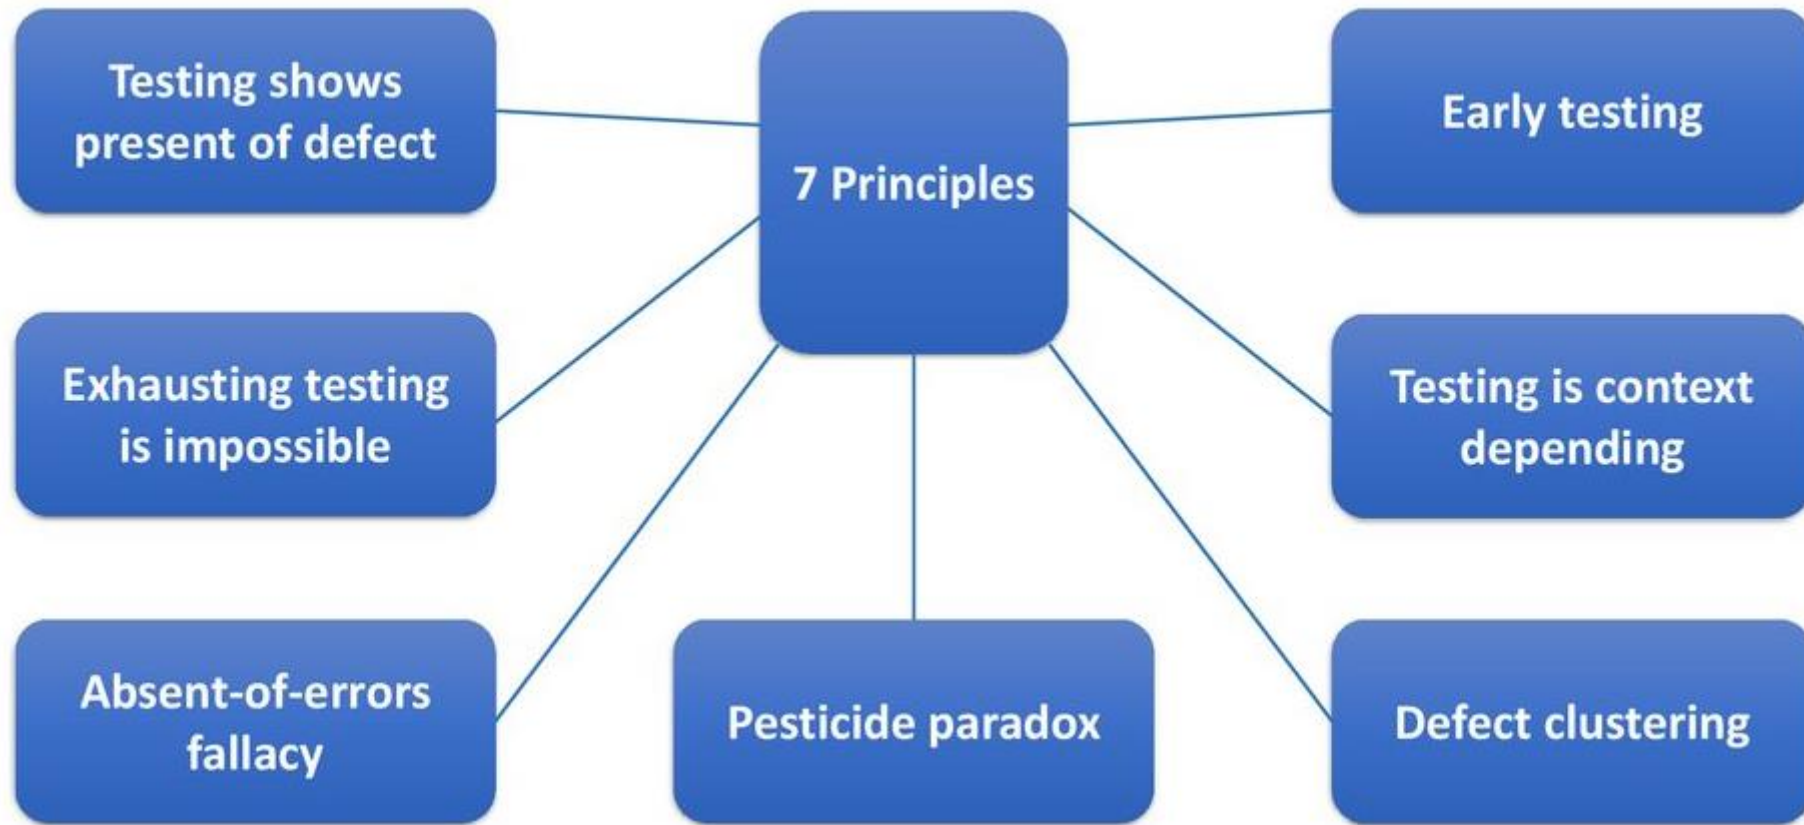 Testing shows
present of defect
7 Principles
Early testing
Exhausting testing
is impossible
Testing is context
depending
Absent-of-errors
fallacy
Pesticide paradox
Defect clustering